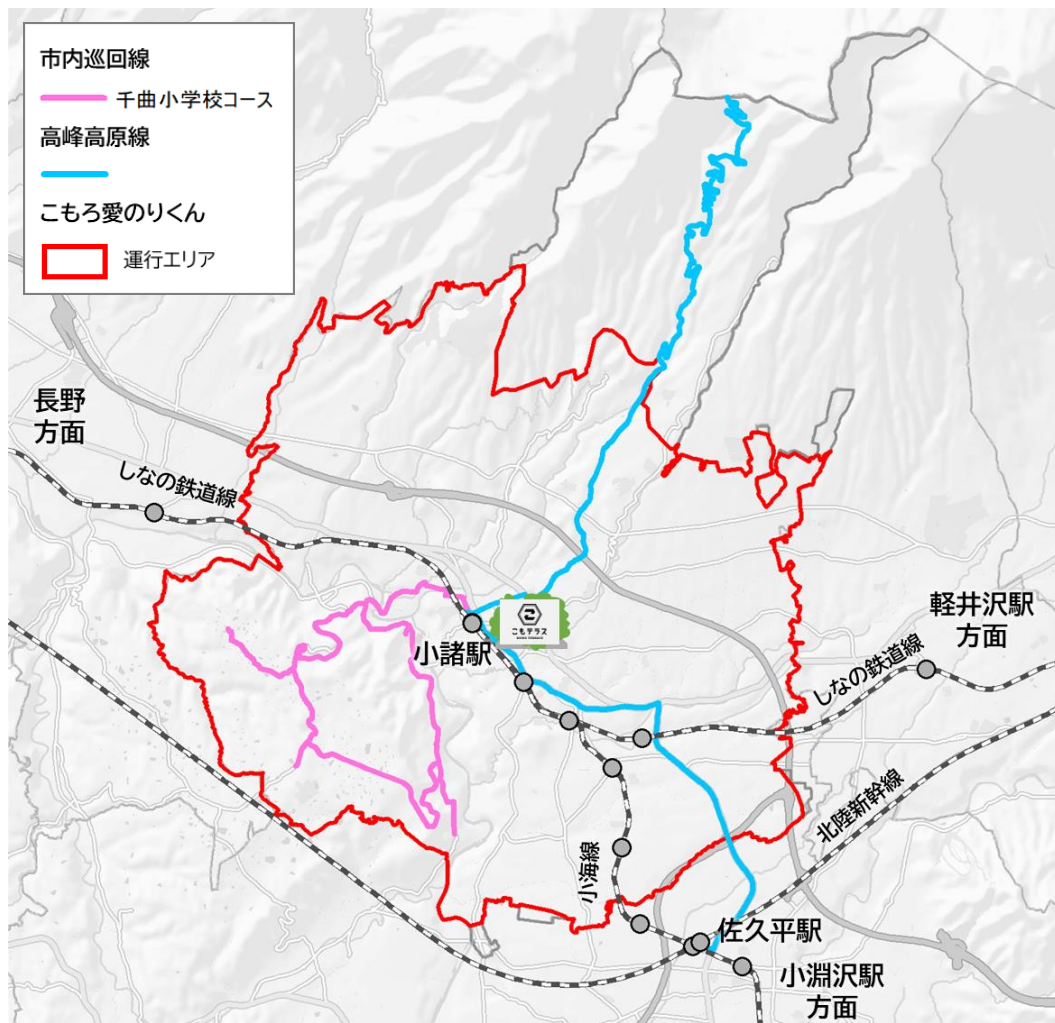 市内巡回線
千曲小学校コース
高峰高原線
こもろ愛のりくん
運行エリア
長野
方面
しなの鉄道線
こもテラス
小諸駅
軽井沢駅
方面
しなの鉄道線
北陸新幹線
小海線
佐久平駅
小淵沢駅
方面